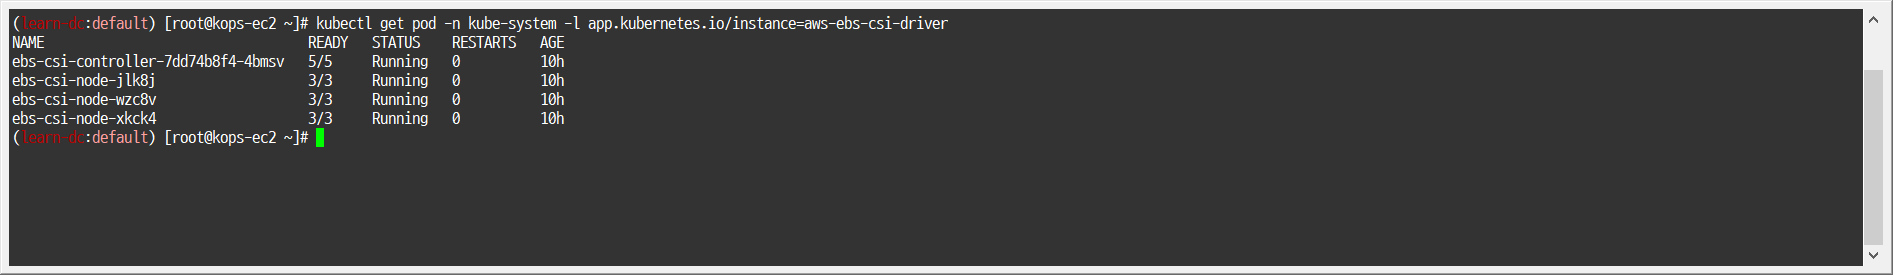 (learn-dc:default) [root@kops-ec2 ~]# kubectl get pod -n kube-system -l app.kubernetes.io/instance=aws-ebs-csi-driver
NAME                                     READY   STATUS    RESTARTS   AGE
ebs-csi-controller-7dd74b8f4-4bmsv   5/5     Running   0          10h
ebs-csi-node-jlk8j                   3/3     Running   0          10h
ebs-csi-node-wzc8v                   3/3     Running   0          10h
ebs-csi-node-xkck4                   3/3     Running   0          10h
(learn-dc:default) [root@kops-ec2 ~]#